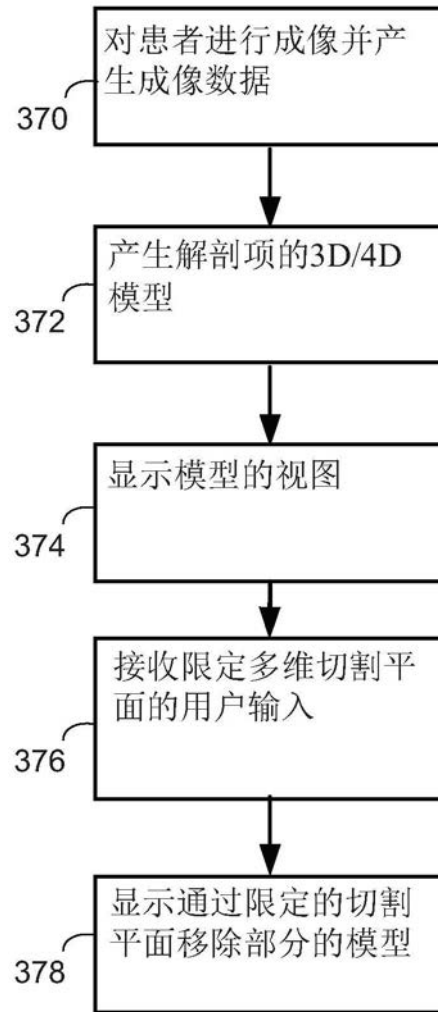 对患者进行成像并产
生成像数据
370
产生解剖项的3D/4D
模型
372
显示模型的视图
374
接收限定多维切割平
面的用户输入
376
显示通过限定的切割
平面移除部分的模型
378